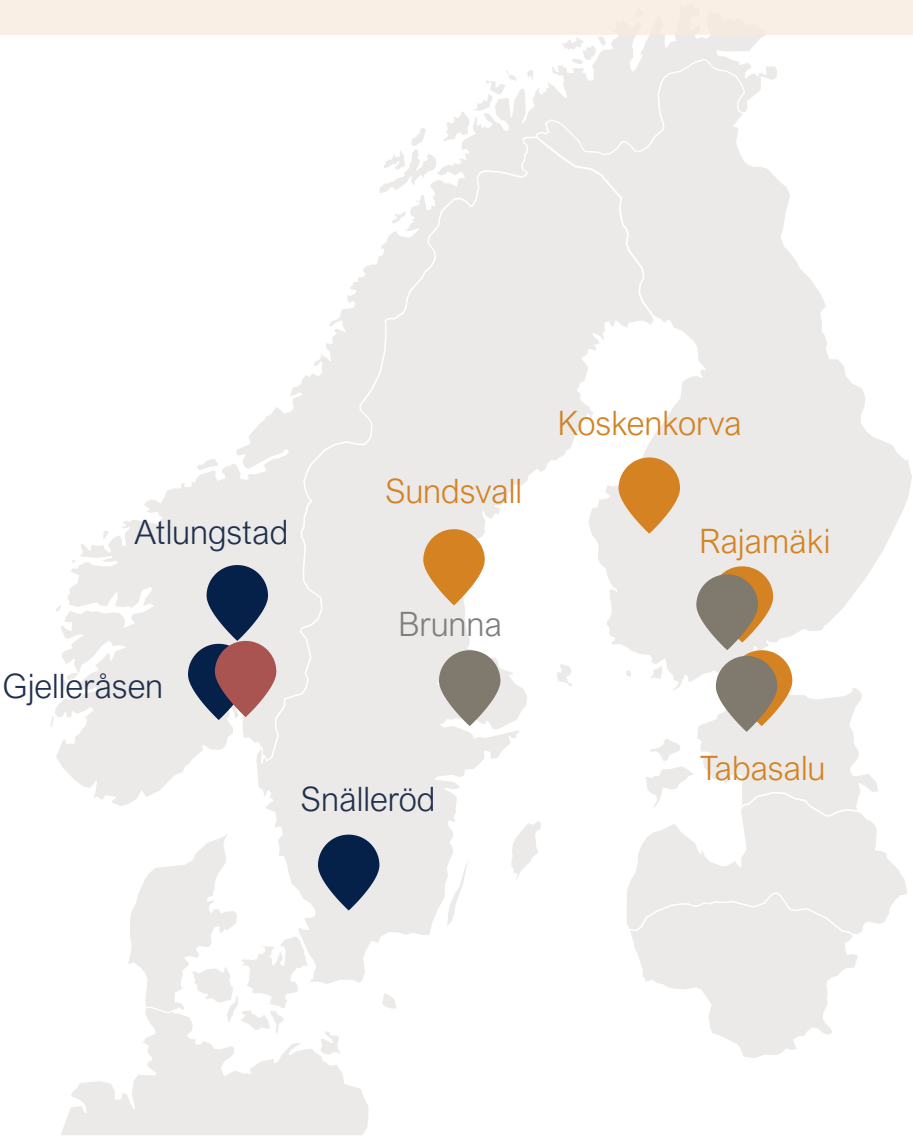 Koskenkorva
Sundsvall
Atlungstad
Rajamäki
Brunna
Gjelleråsen
Tabasalu
Snälleröd